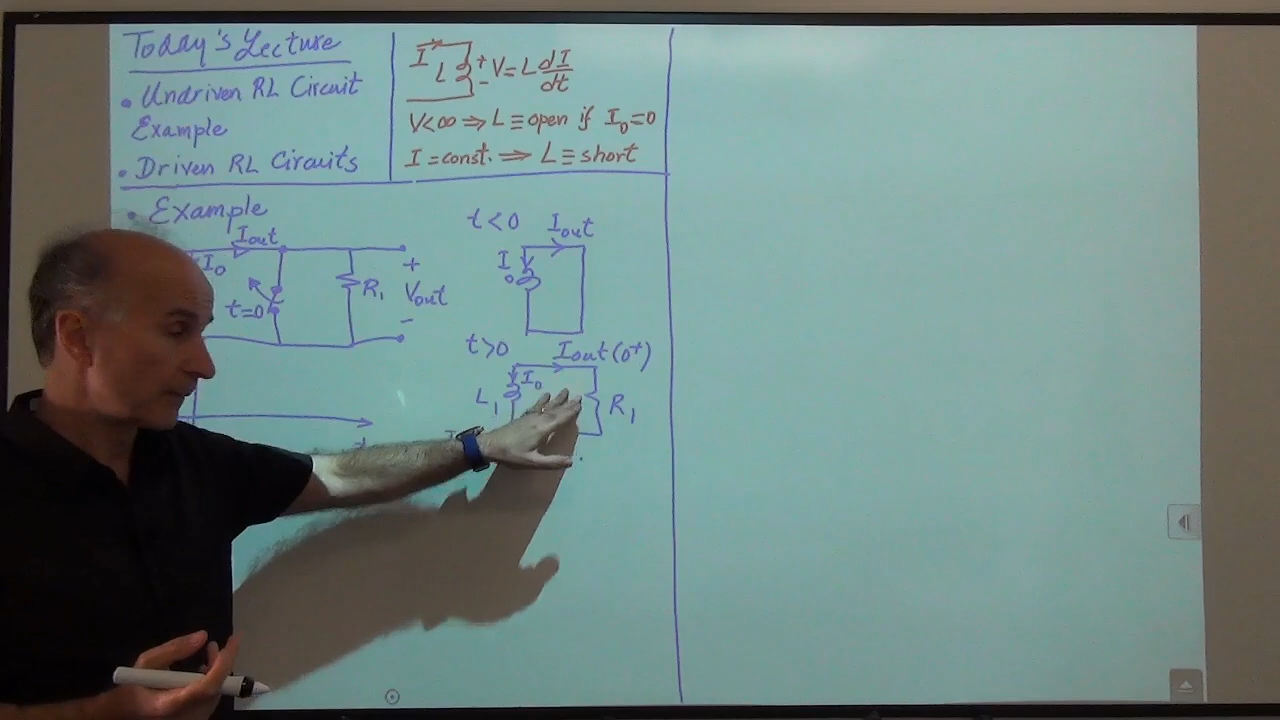 Today's Lecture
• Undriven RL Circuit
Example
• Driven RL Circuits
I L + - V = L dI/dt
V<∞ ⇒ L ≡ open if I₀=0
I = const. ⇒ L ≡ short
• Example
Iout
I₀
t=0
R₁
+
Vout
-
t<0
Iout
I₀
t>0
Iout(0⁺)
I₀
L₁
R₁